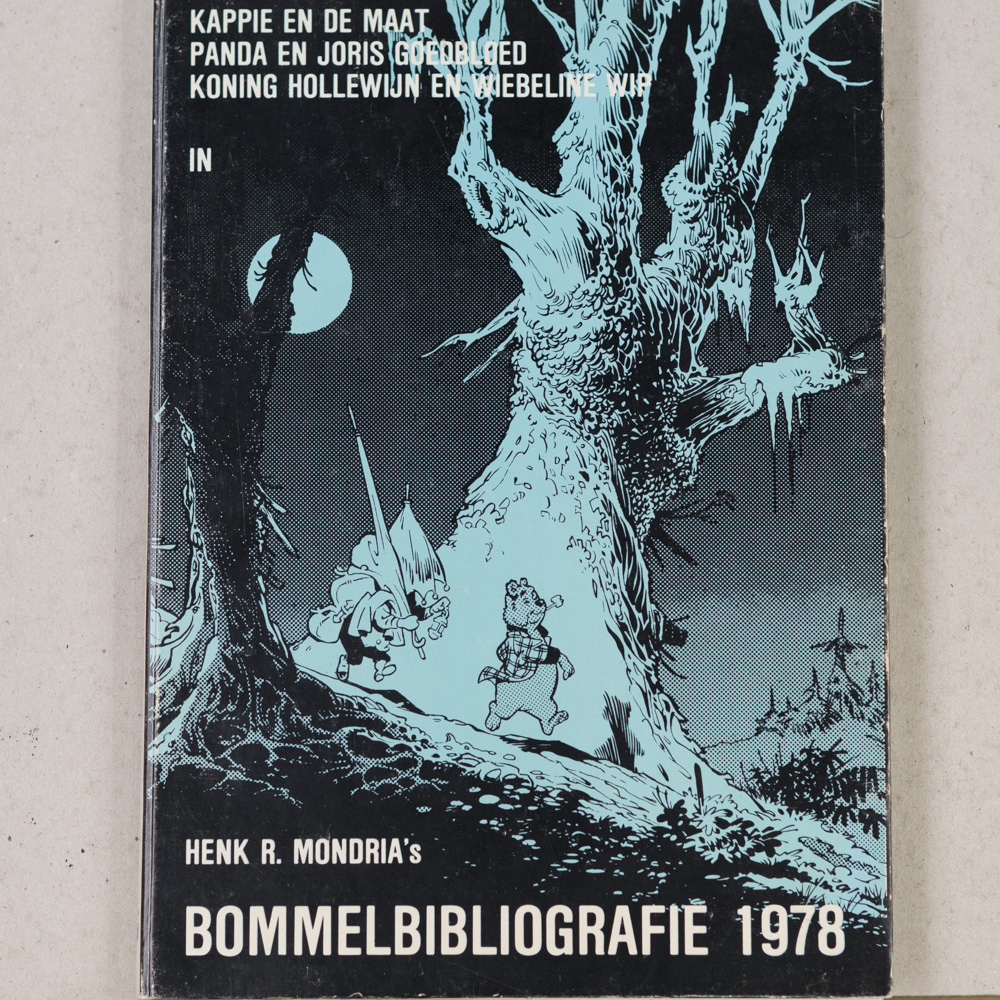 KAPPIE EN DE MAAT
PANDA EN JORIS GOEDBLOED
KONING HOLLEWIJN EN WIEBELINE WIP
IN
HENK R. MONDRIA's
BOMMELBIBLIOGRAFIE 1978